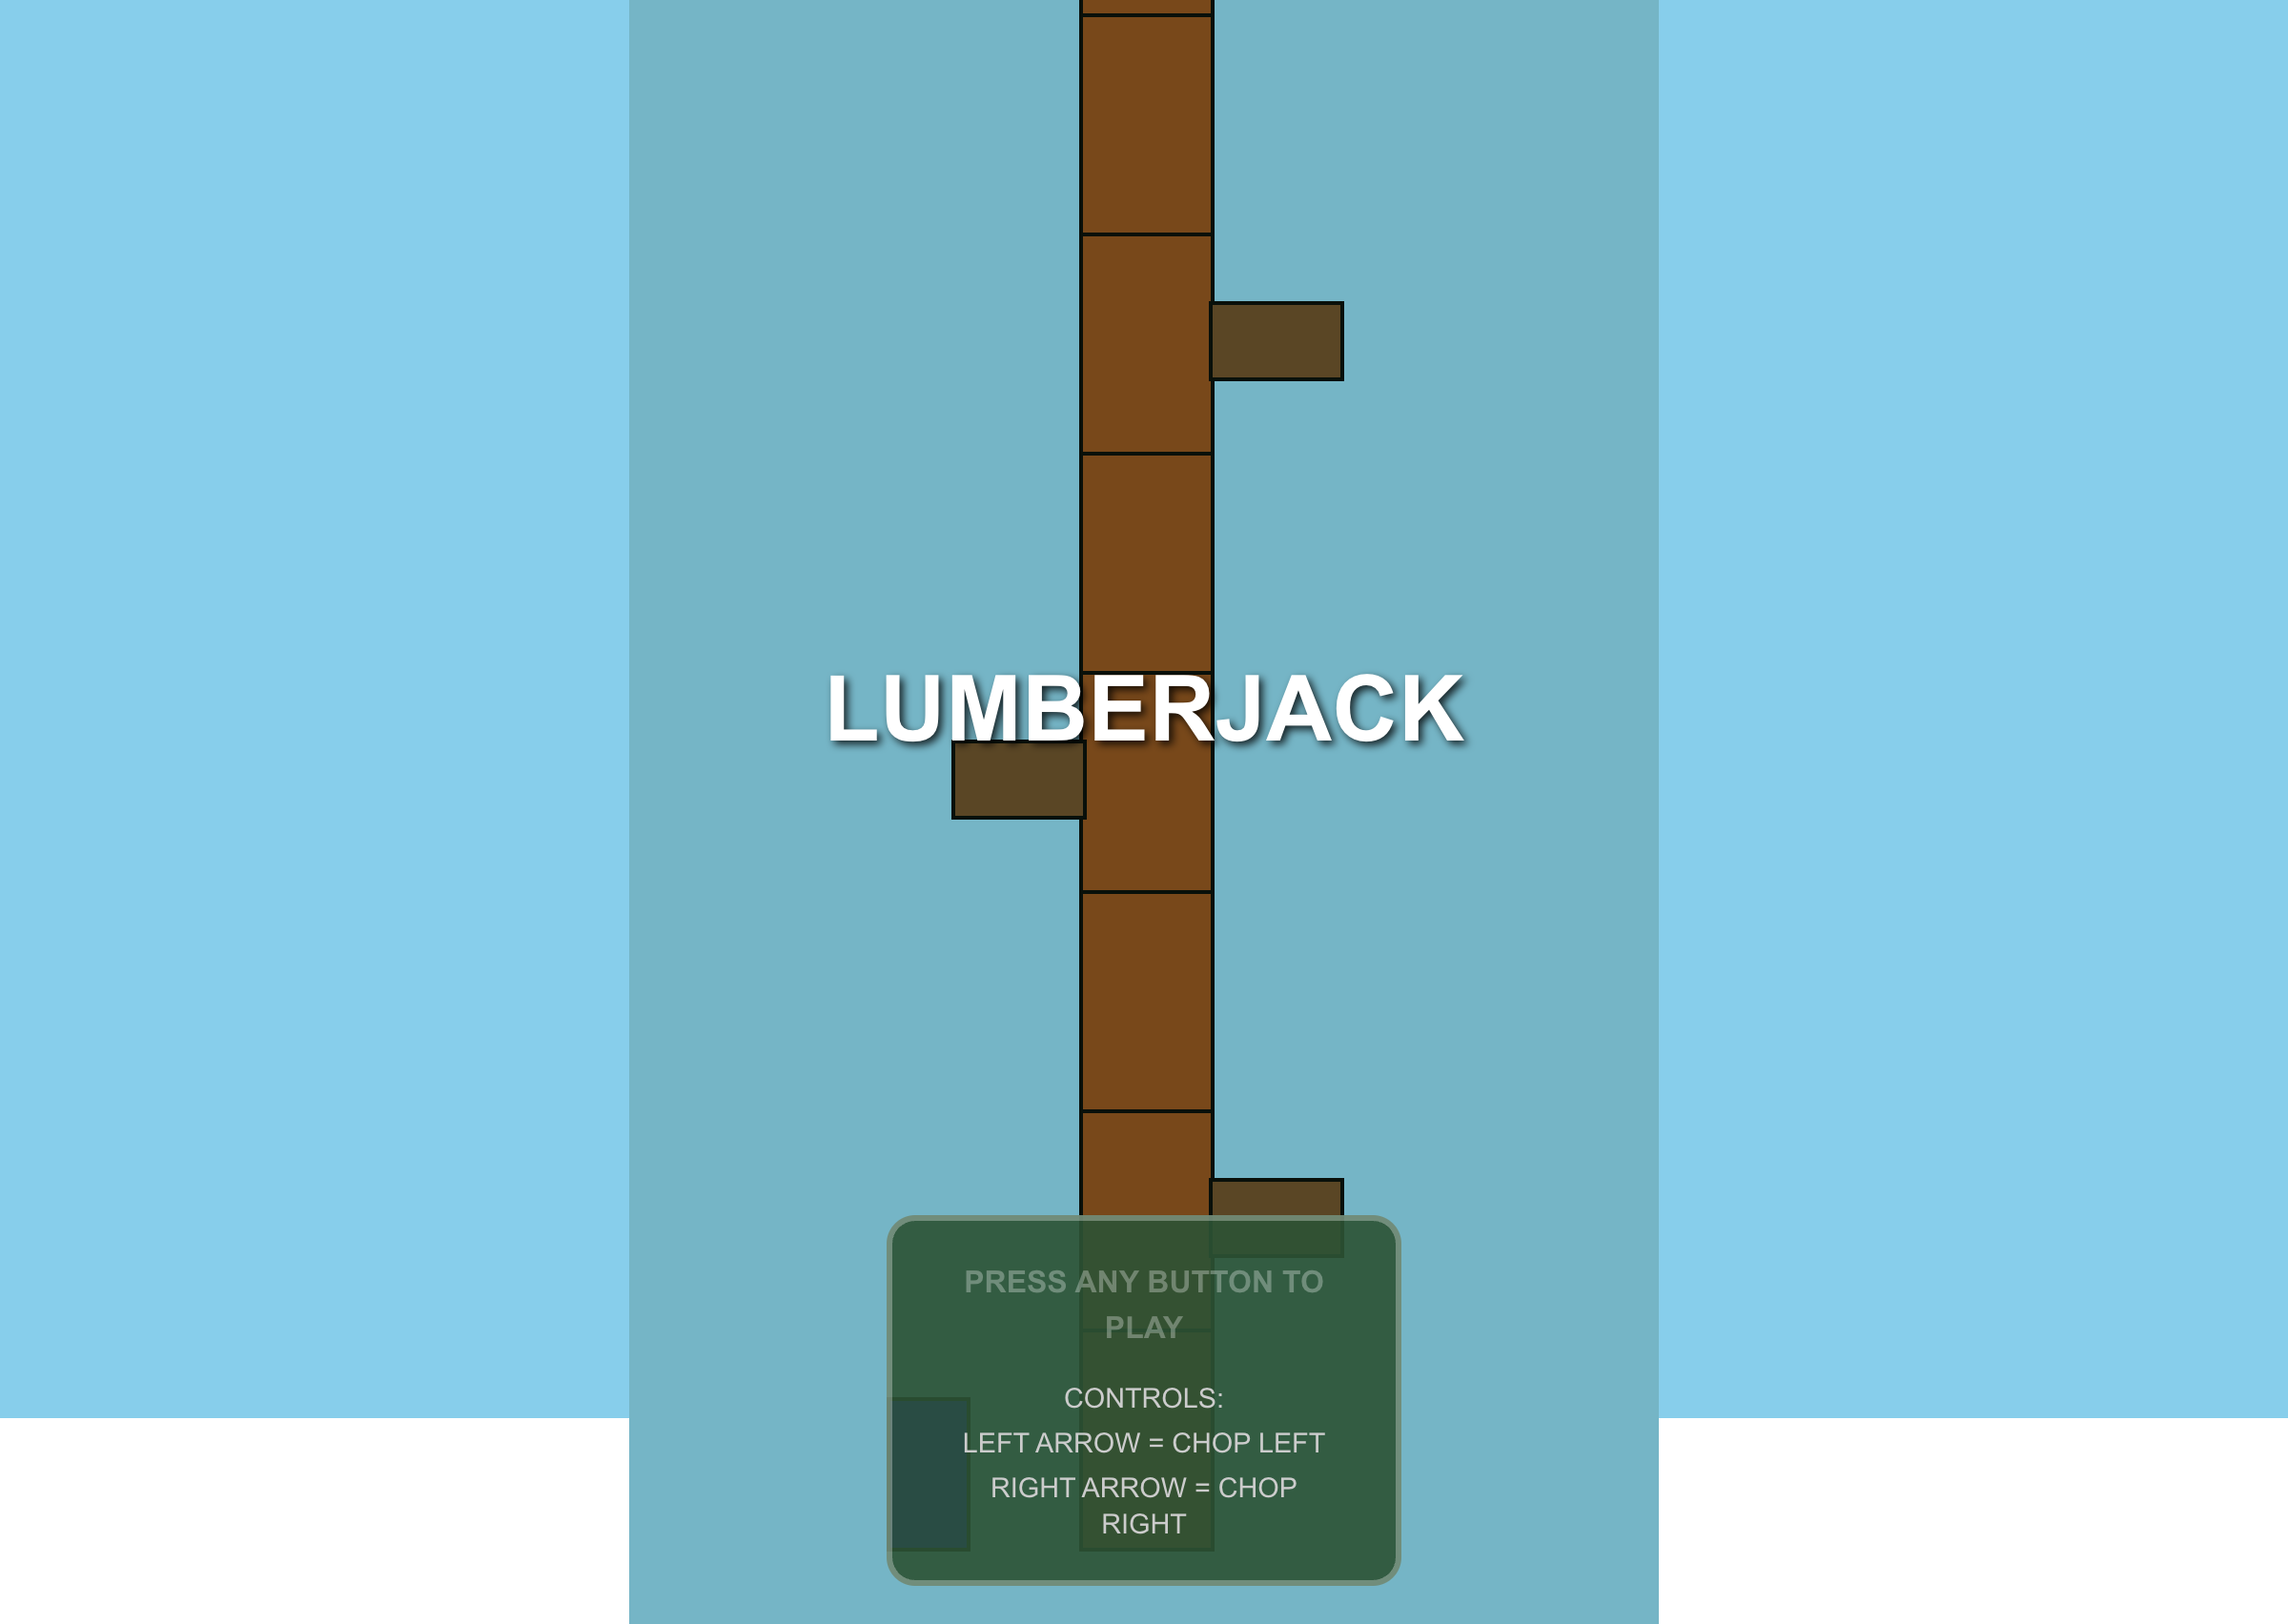 LUMBERJACK
PRESS ANY BUTTON TO
PLAY
CONTROLS:
LEFT ARROW = CHOP LEFT
RIGHT ARROW = CHOP
RIGHT